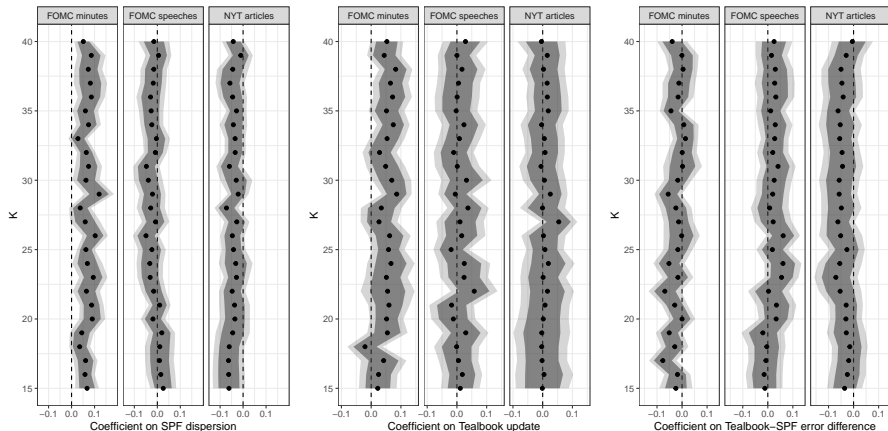 FOMC minutes FOMC speeches NYT articles
40
35
K
30
25
20
15
−0.1 0.0 0.1 −0.1 0.0 0.1 −0.1 0.0 0.1
Coefficient on SPF dispersion
FOMC minutes FOMC speeches NYT articles
40
35
K
30
25
20
15
−0.1 0.0 0.1 −0.1 0.0 0.1 −0.1 0.0 0.1
Coefficient on Tealbook update
FOMC minutes FOMC speeches NYT articles
40
35
K
30
25
20
15
−0.1 0.0 0.1 −0.1 0.0 0.1 −0.1 0.0 0.1
Coefficient on Tealbook−SPF error difference